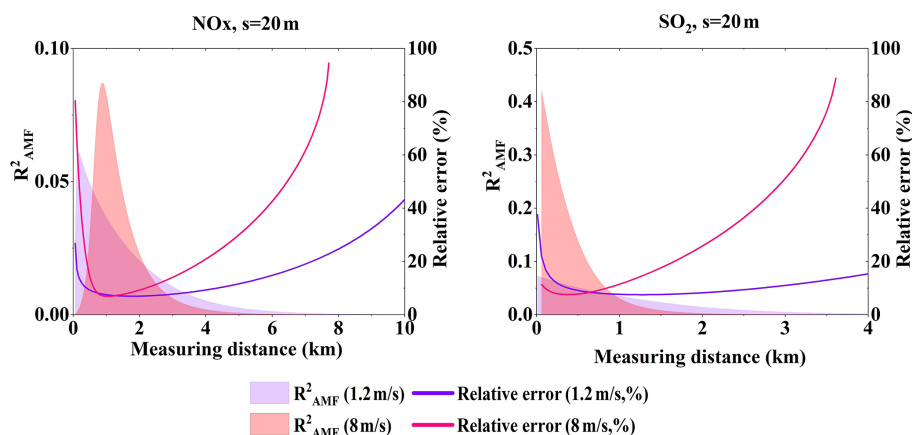 NOx, s=20 m
0.10
0.05
0.00
R²AMF
100
80
60
40
20
0
Relative error (%)
0 2 4 6 8 10
Measuring distance (km)
SO₂, s=20 m
0.5
0.4
0.3
0.2
0.1
0.0
R²AMF
100
80
60
40
20
0
Relative error (%)
0 1 2 3 4
Measuring distance (km)
R²AMF (1.2 m/s) Relative error (1.2 m/s,%)
R²AMF (8 m/s) Relative error (8 m/s,%)